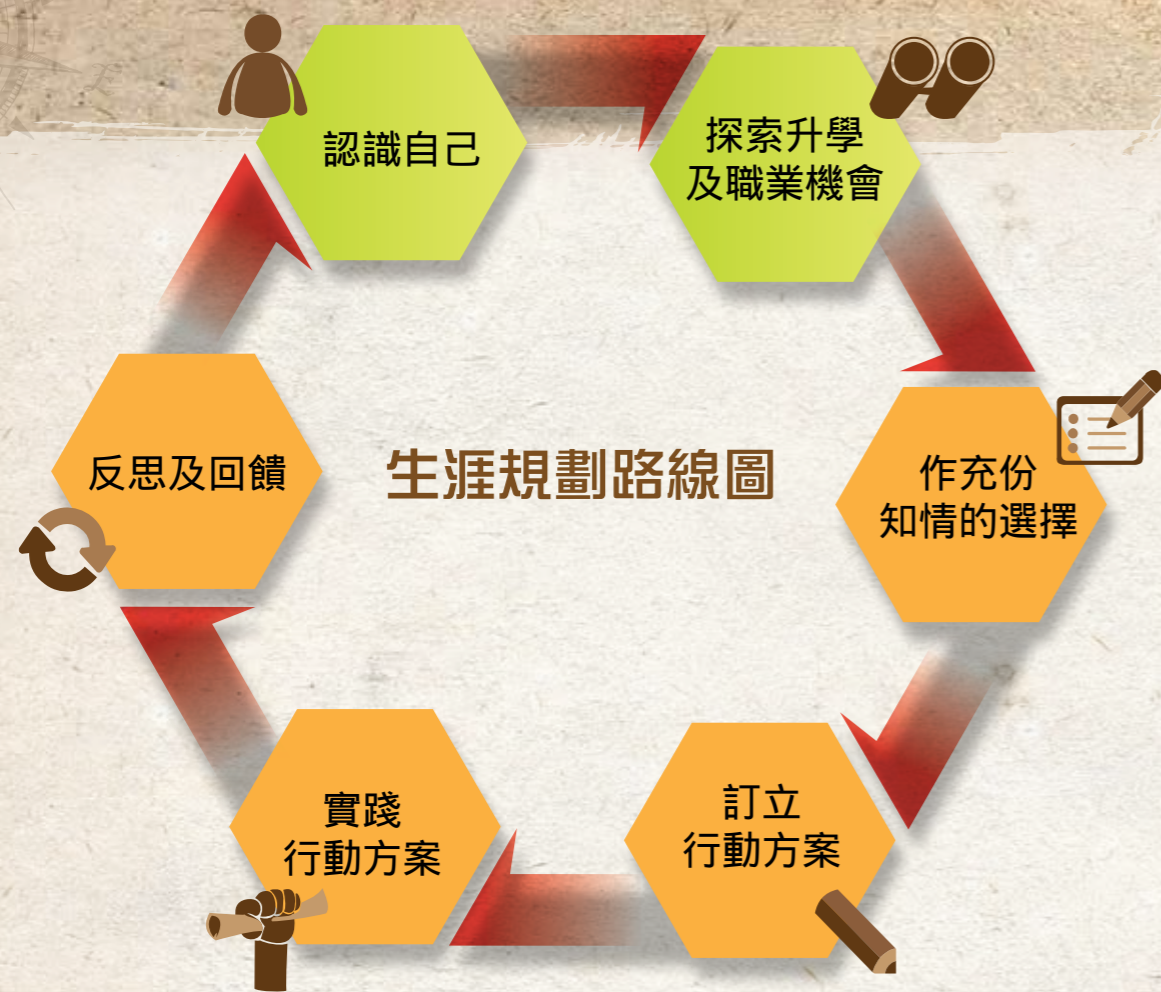 認識自己
探索升學
及職業機會
作充份
知情的選擇
訂立
行動方案
實踐
行動方案
反思及回饋
生涯規劃路線圖